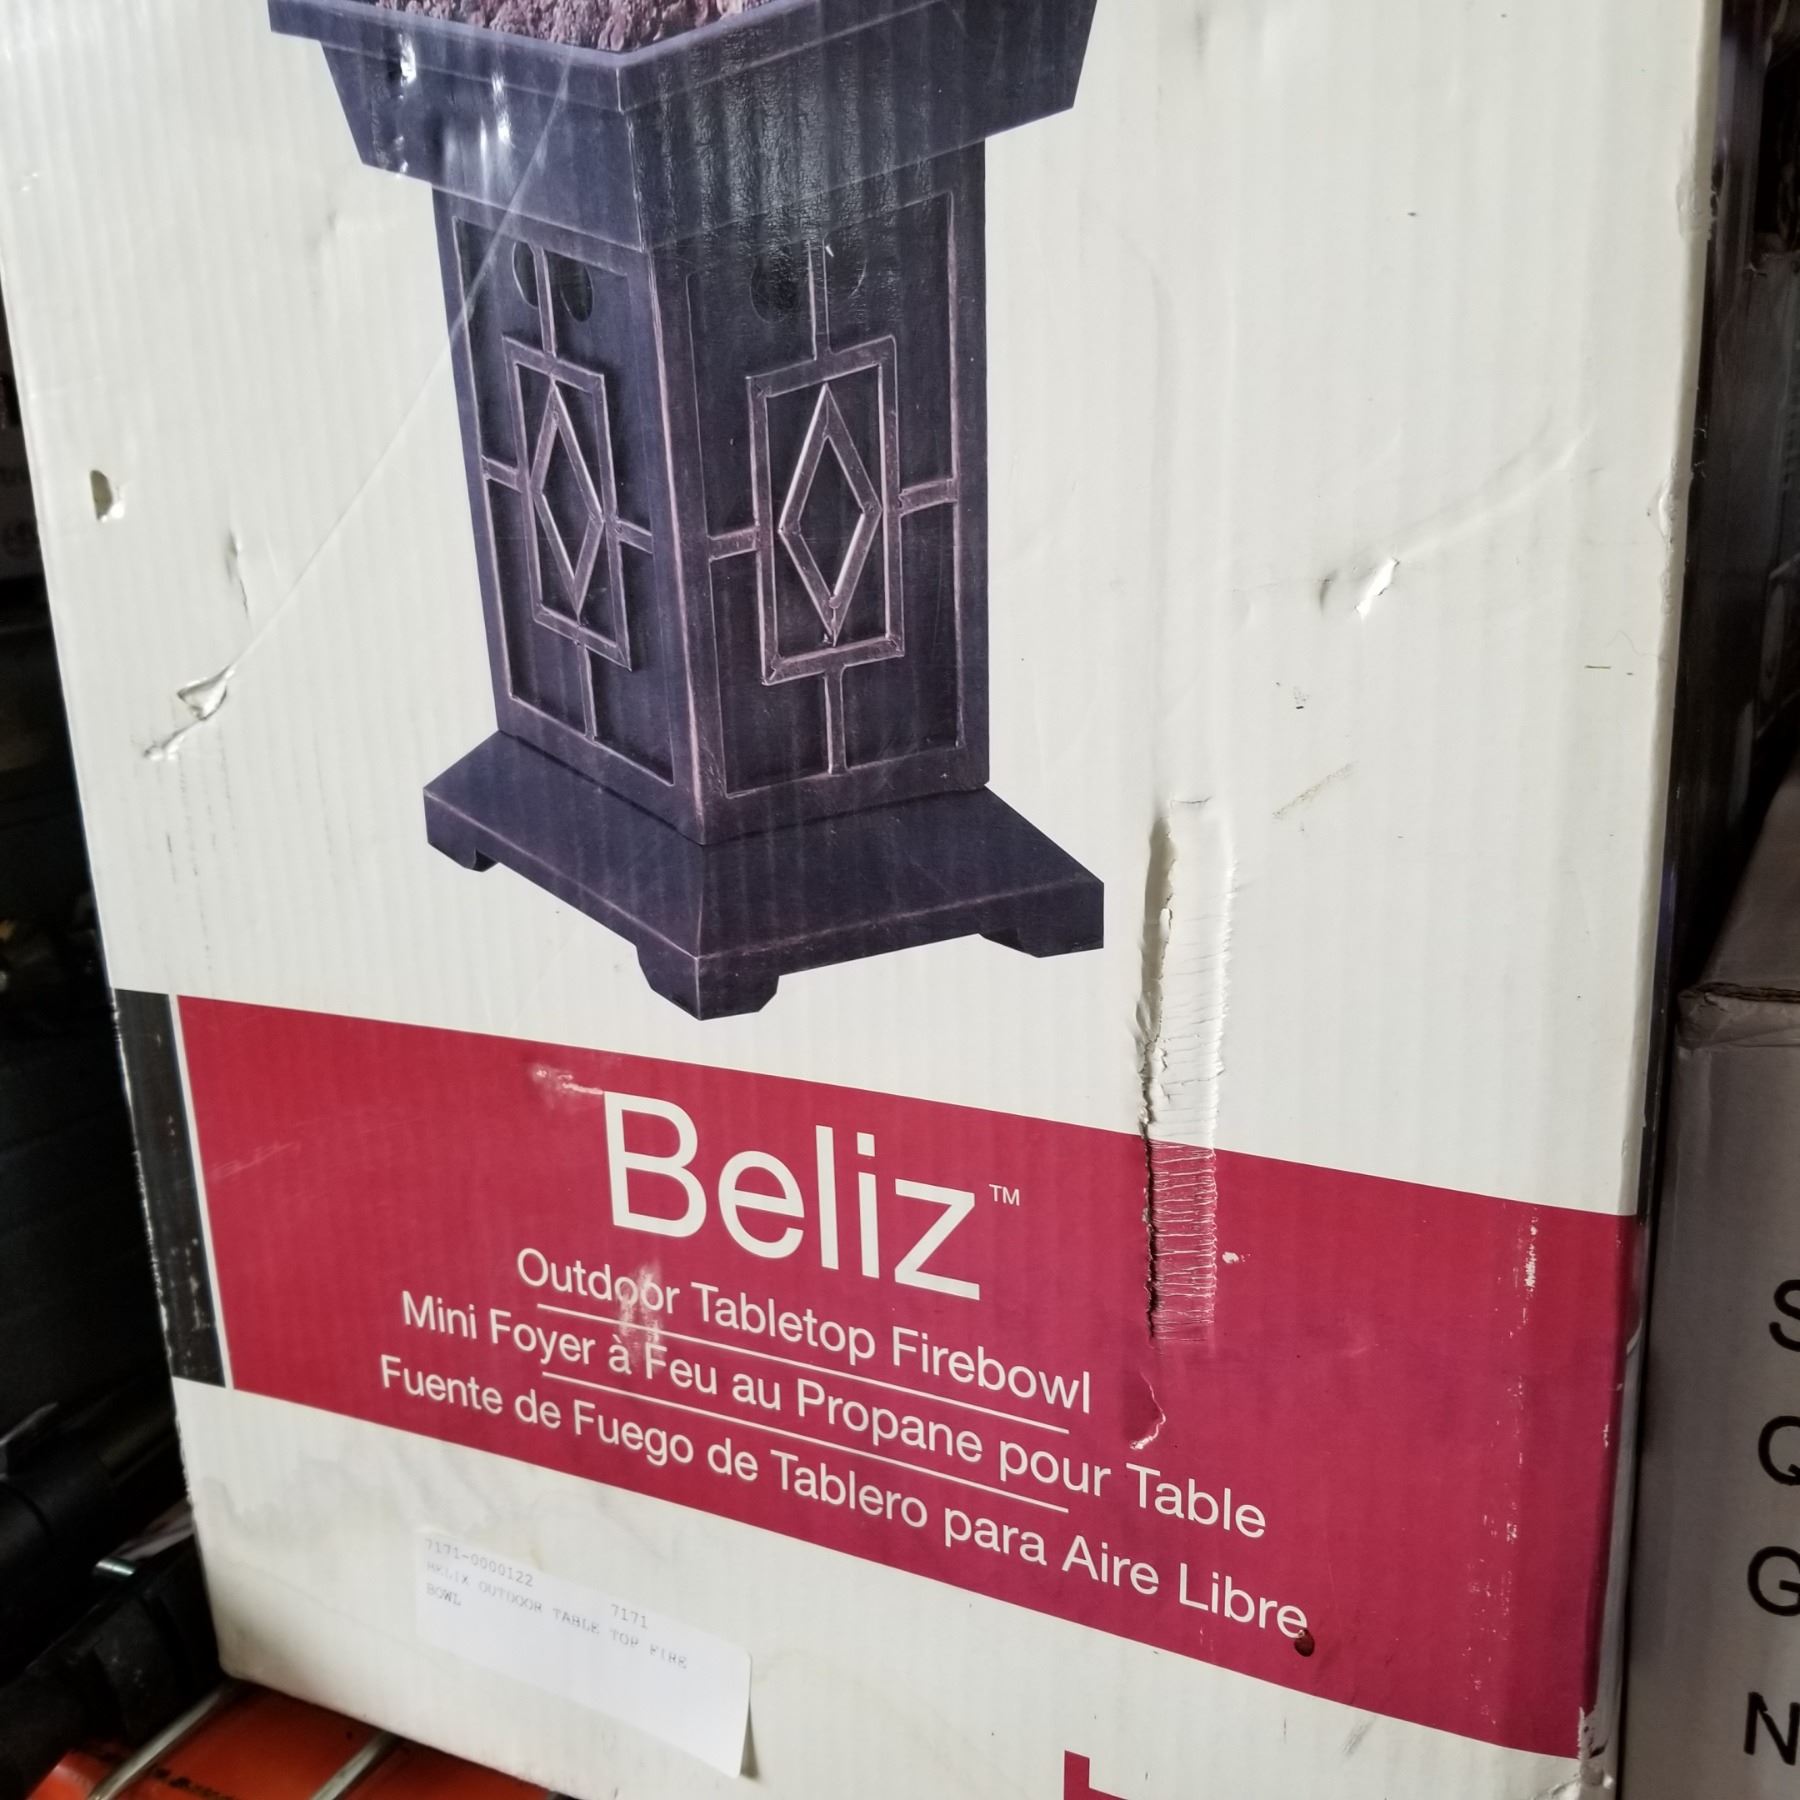 Beliz™
Outdoor Tabletop Firebowl
Mini Foyer à Feu au Propane pour Table
Fuente de Fuego de Tablero para Aire Libre
7171-0000122
7171
HELIX OUTDOOR TABLE TOP FIRE
BOWL
S
Q
G
N